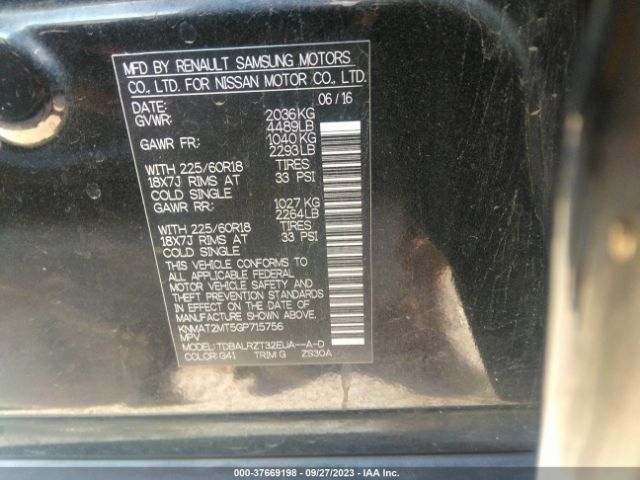 MFD BY RENAULT SAMSUNG MOTORS
CO., LTD. FOR NISSAN MOTOR CO., LTD.
DATE: 06/16
GVWR: 2036KG
4489LB
GAWR FR: 1040KG
2293LB
WITH 225/60R18 TIRES
18X7J RIMS AT 33 PSI
COLD SINGLE
GAWR RR: 1027 KG
2264LB
WITH 225/60R18 TIRES
18X7J RIMS AT 33 PSI
COLD SINGLE
THIS VEHICLE CONFORMS TO
ALL APPLICABLE FEDERAL
MOTOR VEHICLE SAFETY AND
THEFT PREVENTION STANDARDS
IN EFFECT ON THE DATE OF
MANUFACTURE SHOWN ABOVE.
KNMAT2MT5GP715756
MPV
MODEL: TDBALRZT32EUA--A-D
COLOR: G41 TRIM: G ZS30A
000-37669198 - 09/27/2023 - IAA Inc.